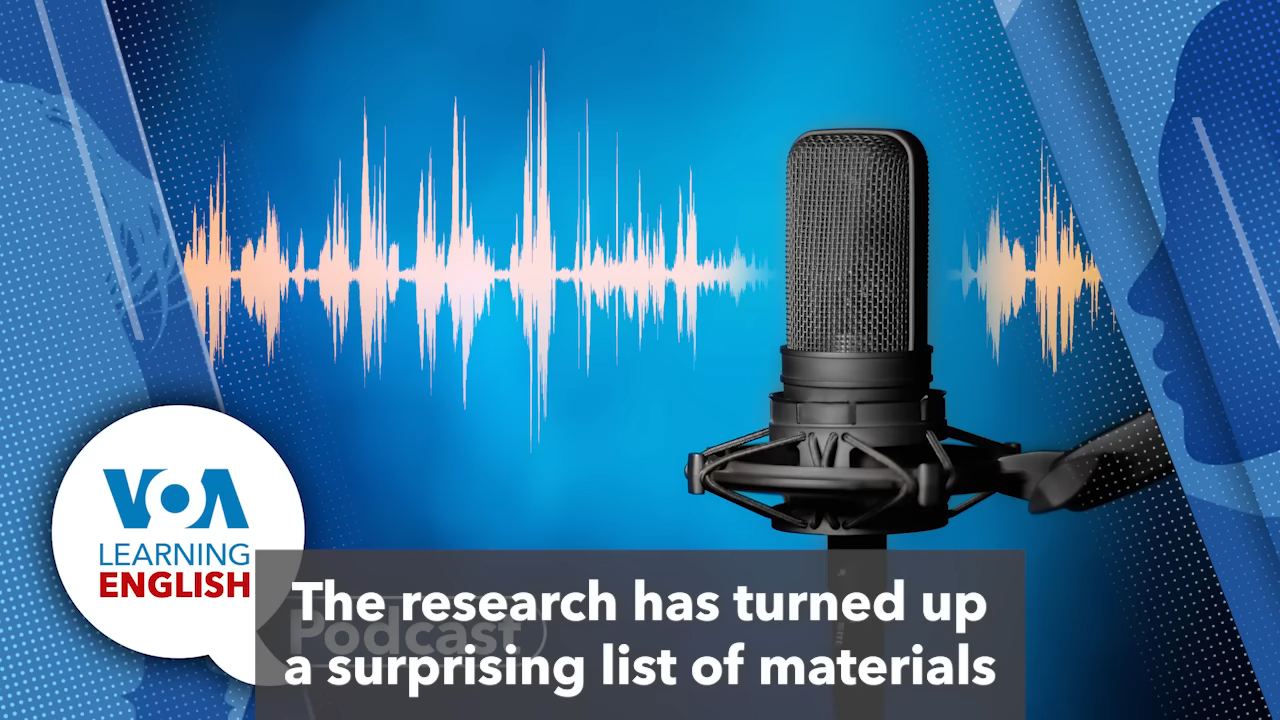 VOA
LEARNING
ENGLISH
Podcast
The research has turned up
a surprising list of materials